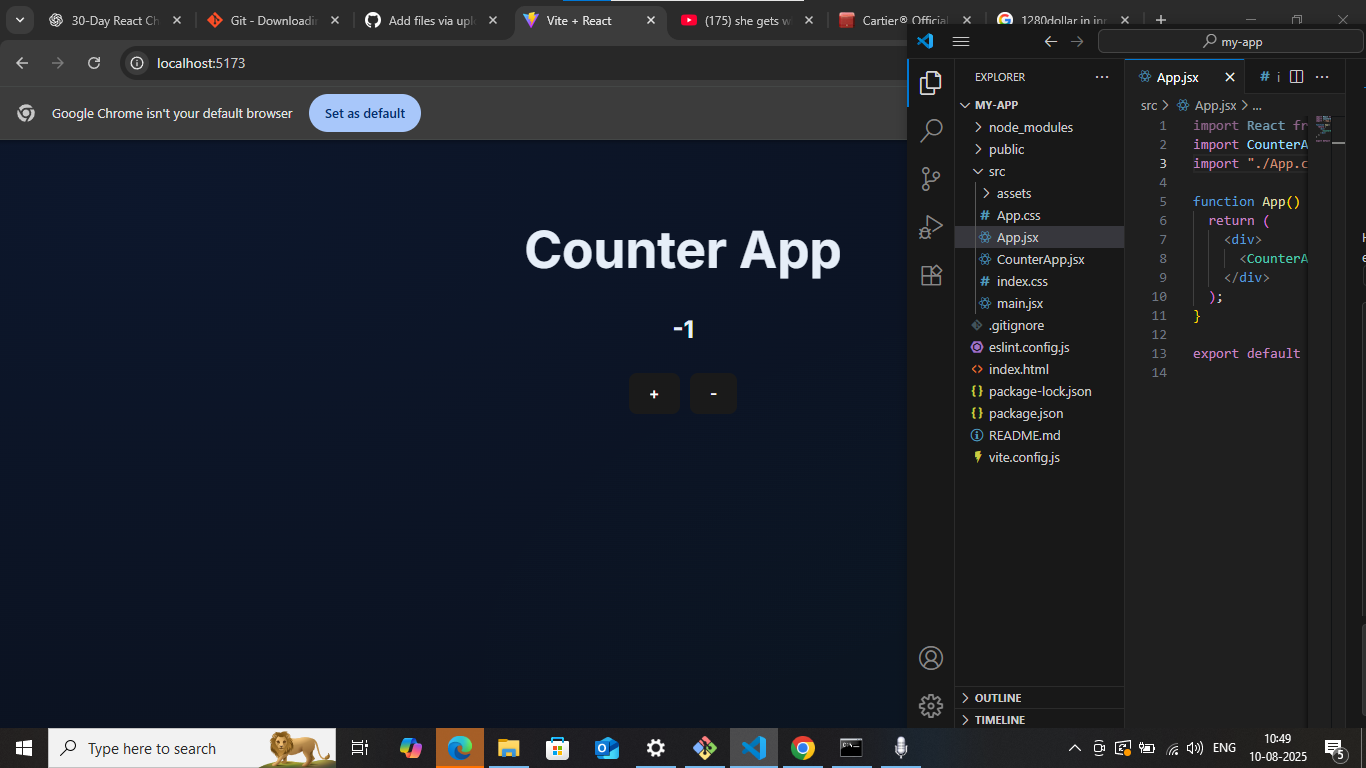 30-Day React Ch
Git - Downloadin
Add files via uplo
Vite + React
(175) she gets w
Cartier® Official
1280dollar in inr
localhost:5173
Google Chrome isn't your default browser
Set as default
Counter App
-1
+
-
my-app
EXPLORER
MY-APP
node_modules
public
src
assets
App.css
App.jsx
CounterApp.jsx
index.css
main.jsx
.gitignore
eslint.config.js
index.html
package-lock.json
package.json
README.md
vite.config.js
OUTLINE
TIMELINE
App.jsx
src > App.jsx > ...
1 import React fr
2 import CounterA
3 import "./App.c
4
5 function App()
6 return (
7 <div>
8 <CounterA
9 </div>
10 );
11 }
12
13 export default
14
Type here to search
ENG
10:49
10-08-2025
5